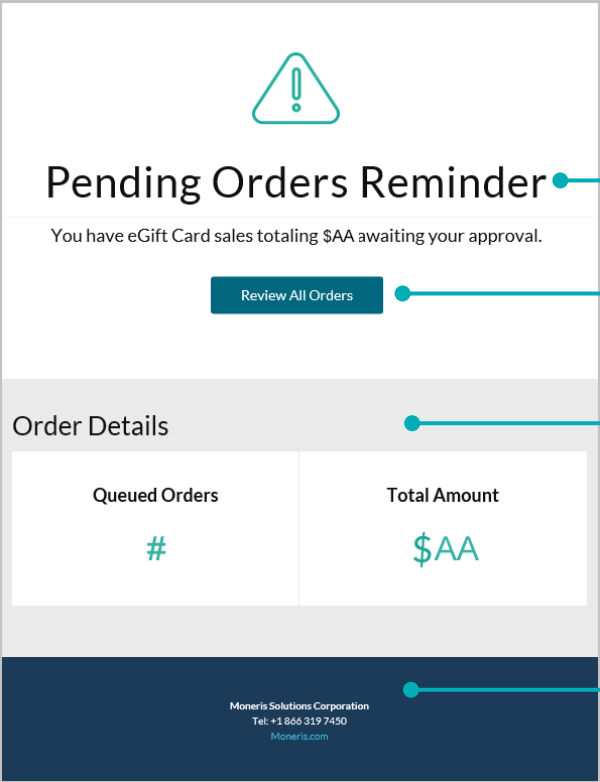 Pending Orders Reminder
You have eGift Card sales totaling $AA awaiting your approval.
Review All Orders
Order Details
Queued Orders
#
Total Amount
$AA
Moneris Solutions Corporation
Tel: +1 866 319 7450
Moneris.com